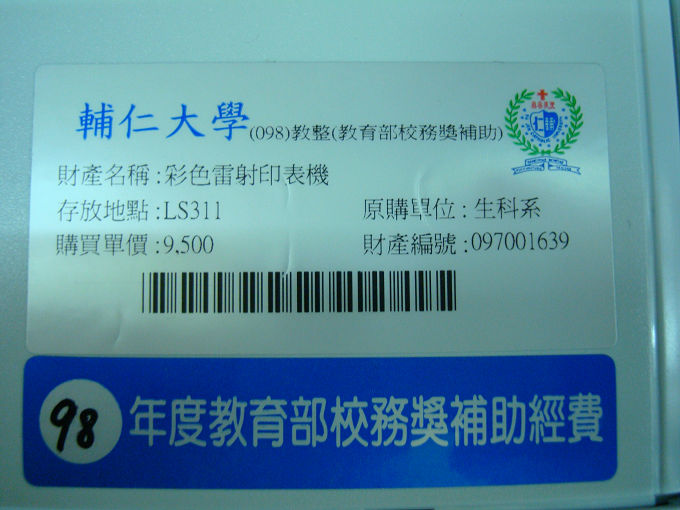 輔仁大學(098)教整(教育部校務獎補助)
財產名稱:彩色雷射印表機
存放地點:LS311 原購單位:生科系
購買單價:9,500 財產編號:097001639
98 年度教育部校務獎補助經費